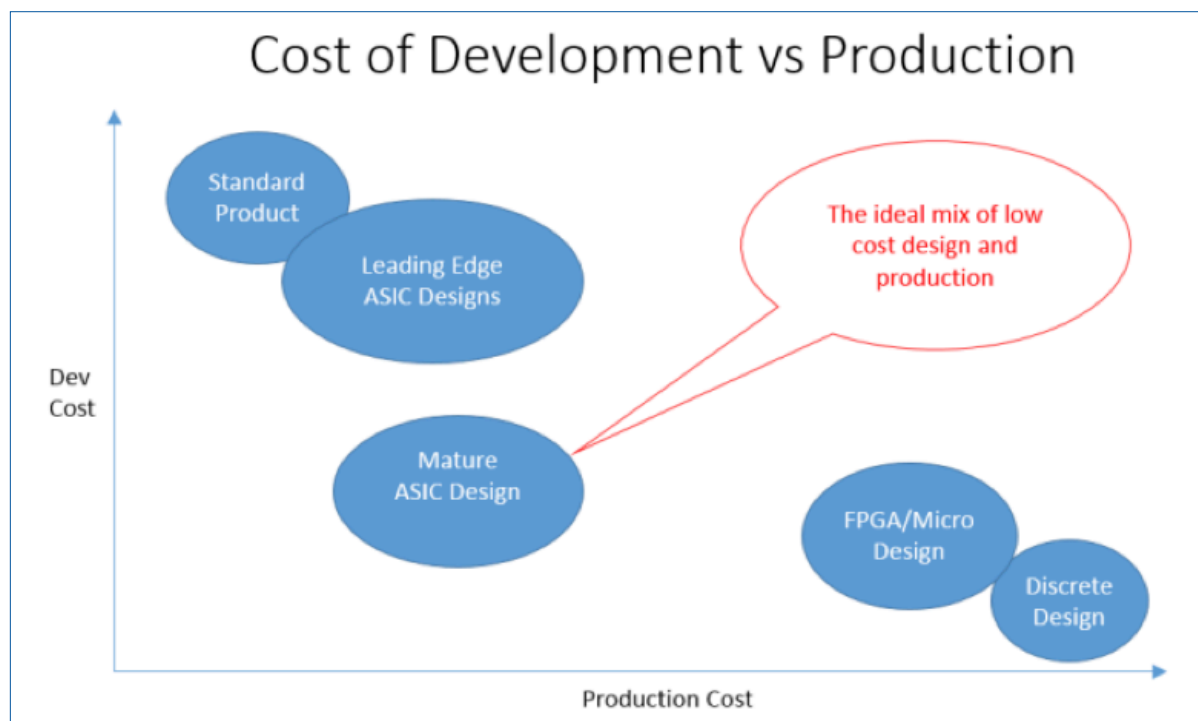 Cost of Development vs Production
Standard
Product
Leading Edge
ASIC Designs
The ideal mix of low
cost design and
production
Dev
Cost
Mature
ASIC Design
FPGA/Micro
Design
Discrete
Design
Production Cost